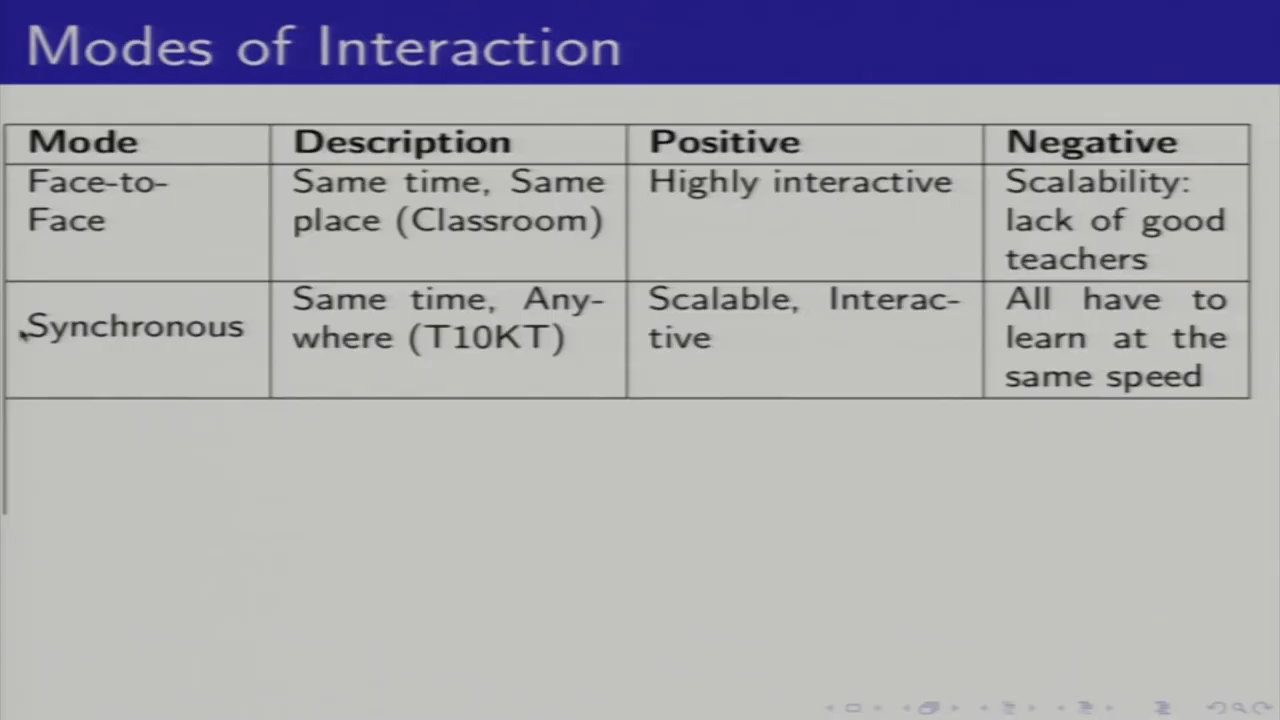 Modes of Interaction
Mode Description Positive Negative
Face-to- Same time, Same Highly interactive Scalability:
Face place (Classroom) lack of good
teachers
Same time, Any- Scalable, Interac- All have to
Synchronous where (T10KT) tive learn at the
same speed